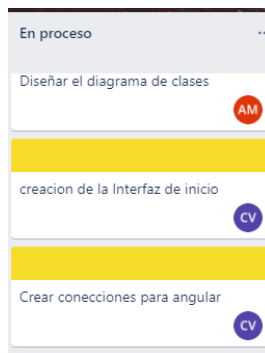 En proceso
Diseñar el diagrama de clases
AM
creacion de la Interfaz de inicio
CV
Crear conecciones para angular
CV